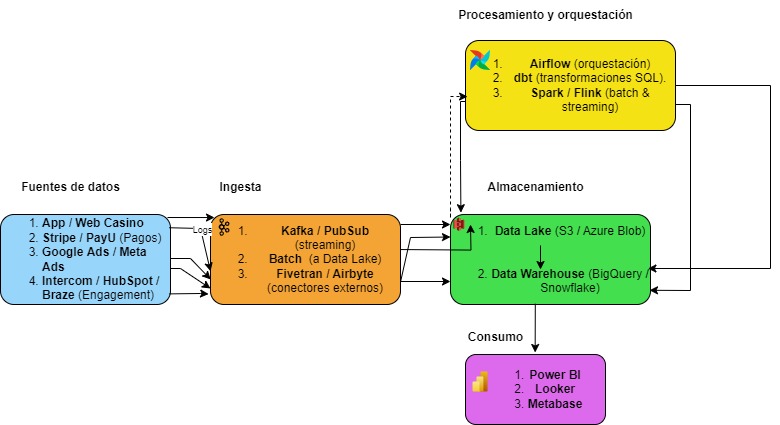 Procesamiento y orquestación
1. Airflow (orquestación)
2. dbt (transformaciones SQL).
3. Spark / Flink (batch &
streaming)
Fuentes de datos
1. App / Web Casino
2. Stripe / PayU (Pagos)
3. Google Ads / Meta
Ads
4. Intercom / HubSpot /
Braze (Engagement)
Logs
Ingesta
1. Kafka / PubSub
(streaming)
2. Batch (a Data Lake)
3. Fivetran / Airbyte
(conectores externos)
Almacenamiento
1. Data Lake (S3 / Azure Blob)
2. Data Warehouse (BigQuery /
Snowflake)
Consumo
1. Power BI
2. Looker
3. Metabase